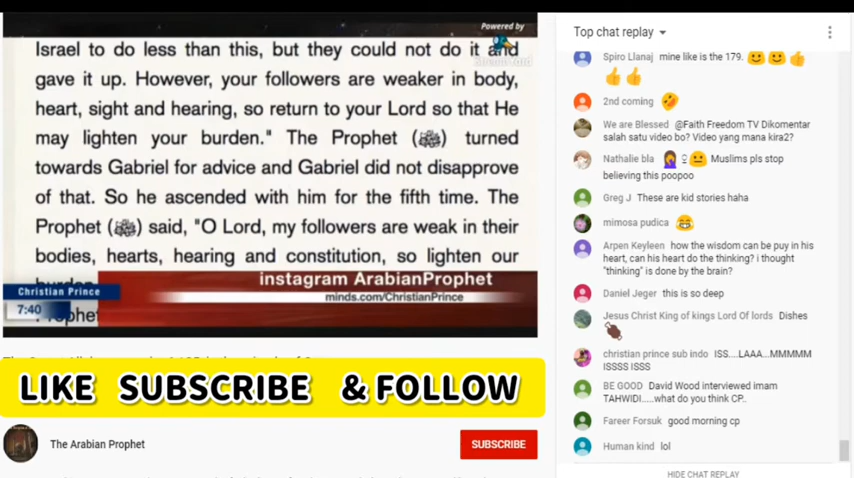 Powered by
Israel to do less than this, but they could not do it and
gave it up. However, your followers are weaker in body,
heart, sight and hearing, so return to your Lord so that He
may lighten your burden." The Prophet (ﷺ) turned
towards Gabriel for advice and Gabriel did not disapprove
of that. So he ascended with him for the fifth time. The
Prophet (ﷺ) said, "O Lord, my followers are weak in their
bodies, hearts, hearing and constitution, so lighten our
instagram ArabianProphet
Christian Prince
minds.com/ChristianPrince
7:40
Prophet
LIKE SUBSCRIBE & FOLLOW
The Arabian Prophet
SUBSCRIBE
Top chat replay
Spiro Llanaj mine like is the 179.
2nd coming
We are Blessed @Faith Freedom TV Dikomentar
salah satu video bo? Video yang mana kira2?
Nathalie bla Muslims pls stop
believing this poopoo
Greg J These are kid stories haha
mimosa pudica
Arpen Keyleen how the wisdom can be puy in his
heart, can his heart do the thinking? i thought
"thinking" is done by the brain?
Daniel Jeger this is so deep
Jesus Christ King of kings Lord Of lords Dishes
christian prince sub indo ISS....LAAA...MMMMM
ISSSS ISSS
BE GOOD David Wood interviewed imam
TAHWIDI.....what do you think CP..
Fareer Forsuk good morning cp
Human kind lol
HIDE CHAT REPLAY